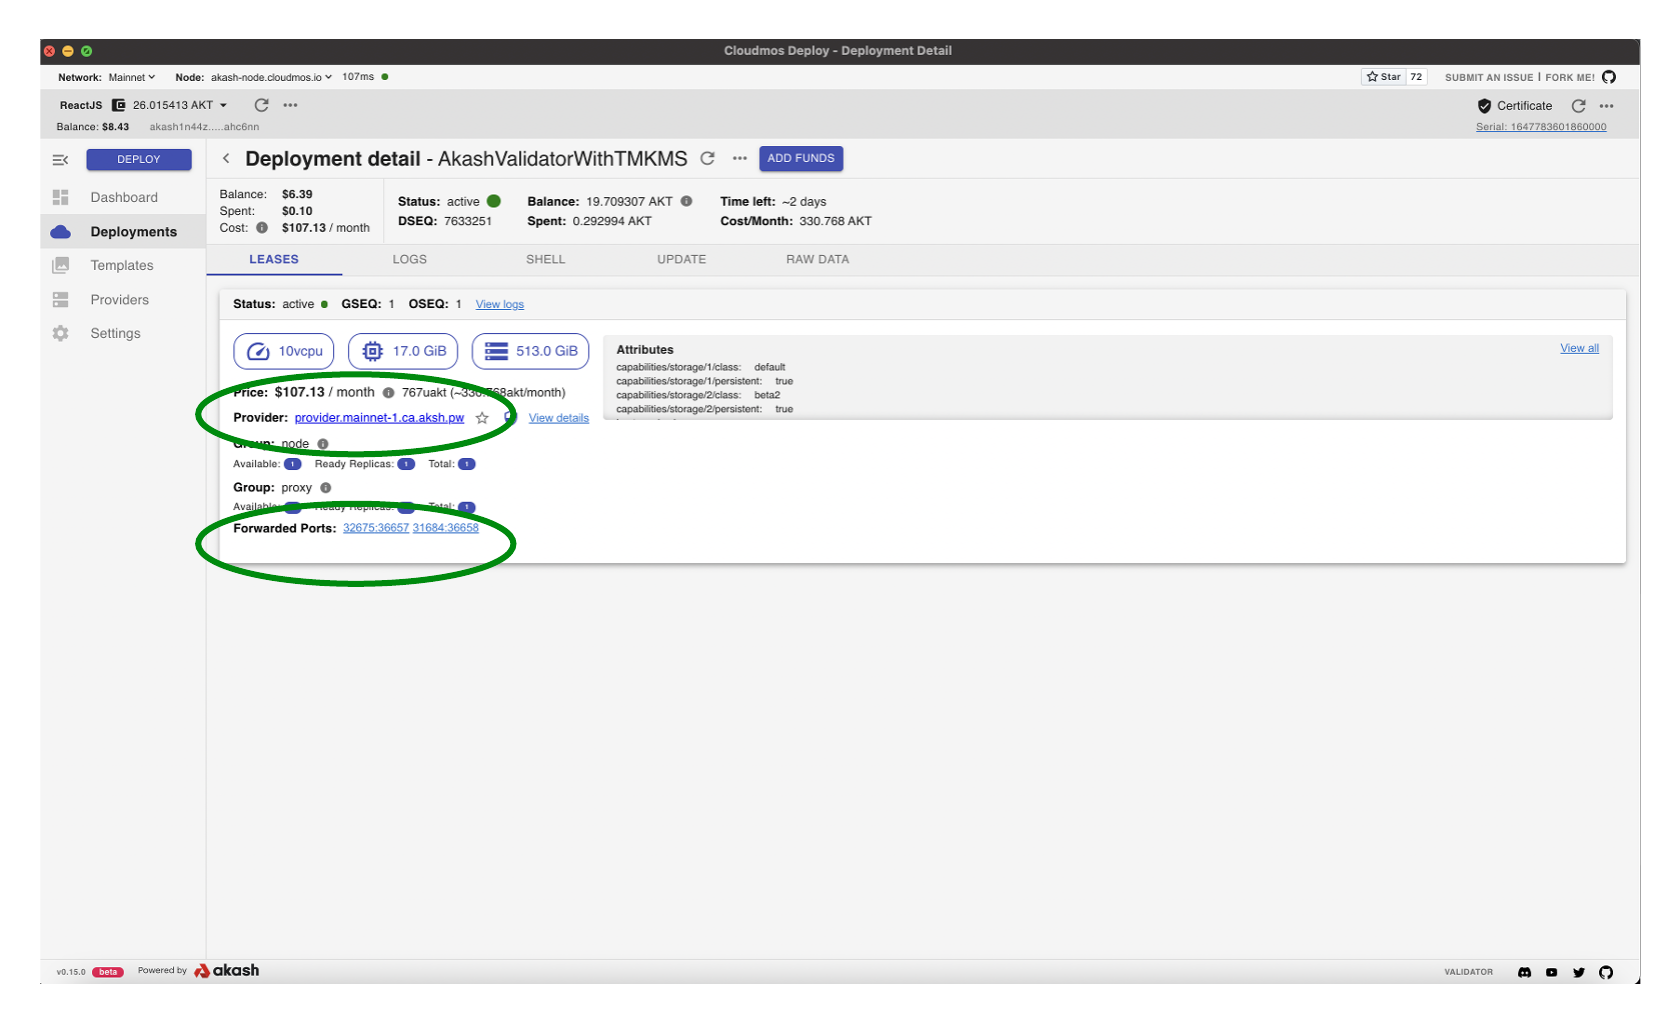 Cloudmos Deploy - Deployment Detail
Network: Mainnet Node: akash-node.cloudmos.io 107ms
Star 72 SUBMIT AN ISSUE | FORK ME!
ReactJS 26.015413 AKT
Certificate
Balance: $8.43 akash1n44z.....ahc6nn
Serial: 1647783601860000
DEPLOY
Dashboard
Deployments
Templates
Providers
Settings
Deployment detail - AkashValidatorWithTMKMS ADD FUNDS
Balance: $6.39
Spent: $0.10
Cost: $107.13 / month
Status: active Balance: 19.709307 AKT Time left: ~2 days
DSEQ: 7633251 Spent: 0.292994 AKT Cost/Month: 330.768 AKT
LEASES LOGS SHELL UPDATE RAW DATA
Status: active GSEQ: 1 OSEQ: 1 View logs
10vcpu 17.0 GiB 513.0 GiB
Price: $107.13 / month 767uakt (~330.768akt/month)
Provider: provider.mainnet-1.ca.aksh.pw View details
Group: node
Available: 1 Ready Replicas: 1 Total: 1
Group: proxy
Available: Ready Replicas: Total: 1
Forwarded Ports: 32675:36657 31684:36658
Attributes View all
capabilities/storage/1/class: default
capabilities/storage/1/persistent: true
capabilities/storage/2/class: beta2
capabilities/storage/2/persistent: true
v0.15.0 beta Powered by akash
VALIDATOR